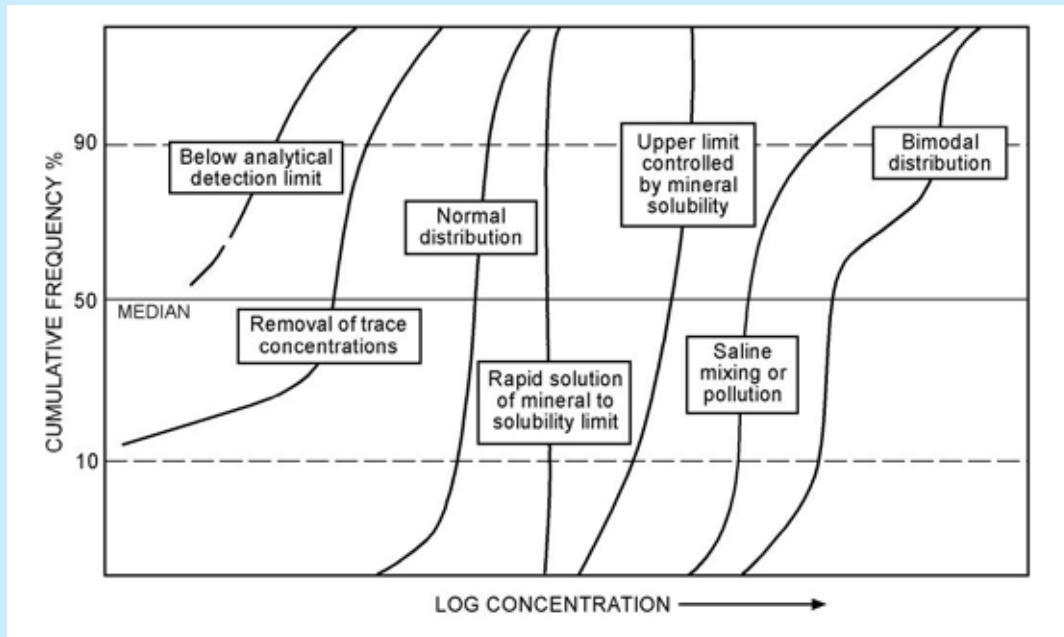 CUMULATIVE FREQUENCY %
90
50
10
MEDIAN
Below analytical
detection limit
Removal of trace
concentrations
Normal
distribution
Rapid solution
of mineral to
solubility limit
Upper limit
controlled
by mineral
solubility
Saline
mixing or
pollution
Bimodal
distribution
LOG CONCENTRATION